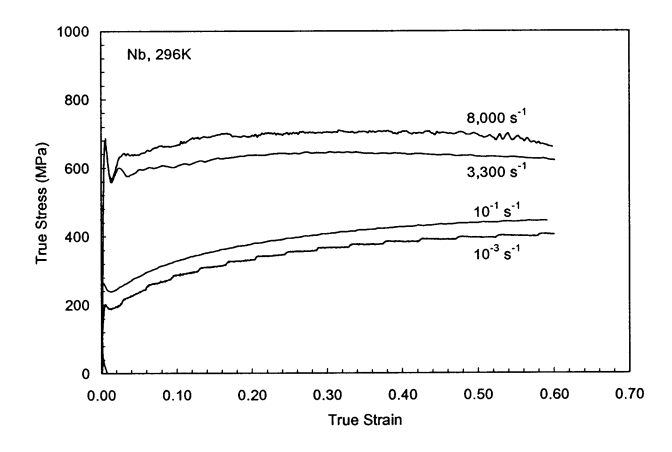 1000
Nb, 296K
800
8,000 s⁻¹
600
3,300 s⁻¹
True Stress (MPa)
10⁻¹ s⁻¹
400
10⁻³ s⁻¹
200
0
0.00 0.10 0.20 0.30 0.40 0.50 0.60 0.70
True Strain